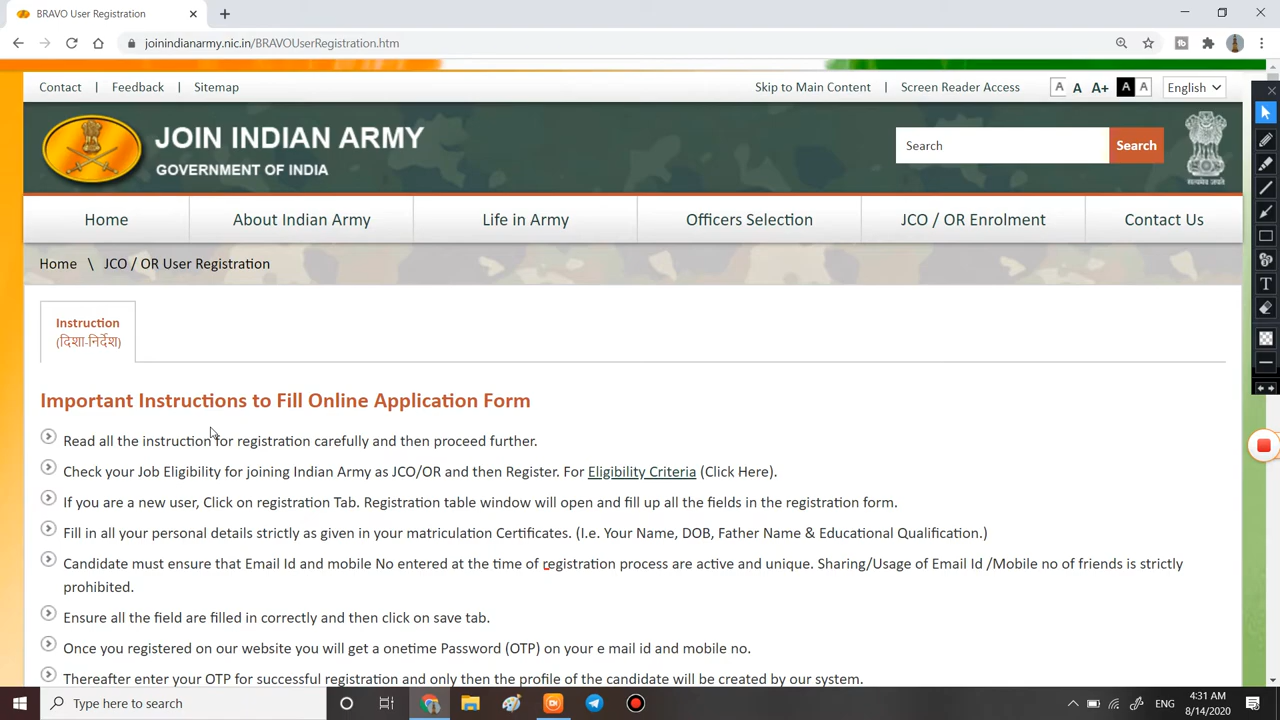 BRAVO User Registration
joinindianarmy.nic.in/BRAVOUserRegistration.htm
Contact | Feedback | Sitemap
Skip to Main Content | Screen Reader Access A A A+ A A English
JOIN INDIAN ARMY
GOVERNMENT OF INDIA
Search Search
सत्यमेव जयते
Home About Indian Army Life in Army Officers Selection JCO / OR Enrolment Contact Us
Home \ JCO / OR User Registration
Instruction
(दिशा-निर्देश)
Important Instructions to Fill Online Application Form
Read all the instruction for registration carefully and then proceed further.
Check your Job Eligibility for joining Indian Army as JCO/OR and then Register. For Eligibility Criteria (Click Here).
If you are a new user, Click on registration Tab. Registration table window will open and fill up all the fields in the registration form.
Fill in all your personal details strictly as given in your matriculation Certificates. (I.e. Your Name, DOB, Father Name & Educational Qualification.)
Candidate must ensure that Email Id and mobile No entered at the time of registration process are active and unique. Sharing/Usage of Email Id /Mobile no of friends is strictly
prohibited.
Ensure all the field are filled in correctly and then click on save tab.
Once you registered on our website you will get a onetime Password (OTP) on your e mail id and mobile no.
Thereafter enter your OTP for successful registration and only then the profile of the candidate will be created by our system.
Type here to search
ENG
4:31 AM
8/14/2020